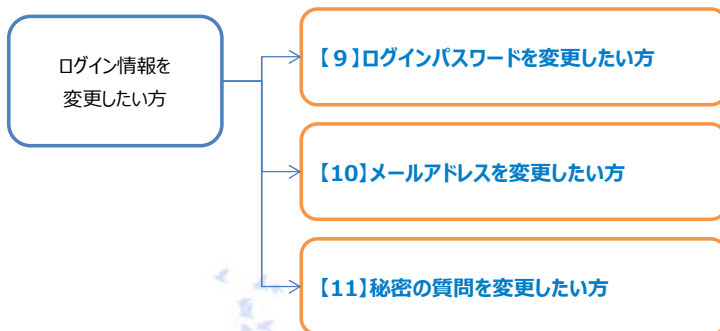 ログイン情報を
変更したい方
【９】ログインパスワードを変更したい方
【10】メールアドレスを変更したい方
【11】秘密の質問を変更したい方